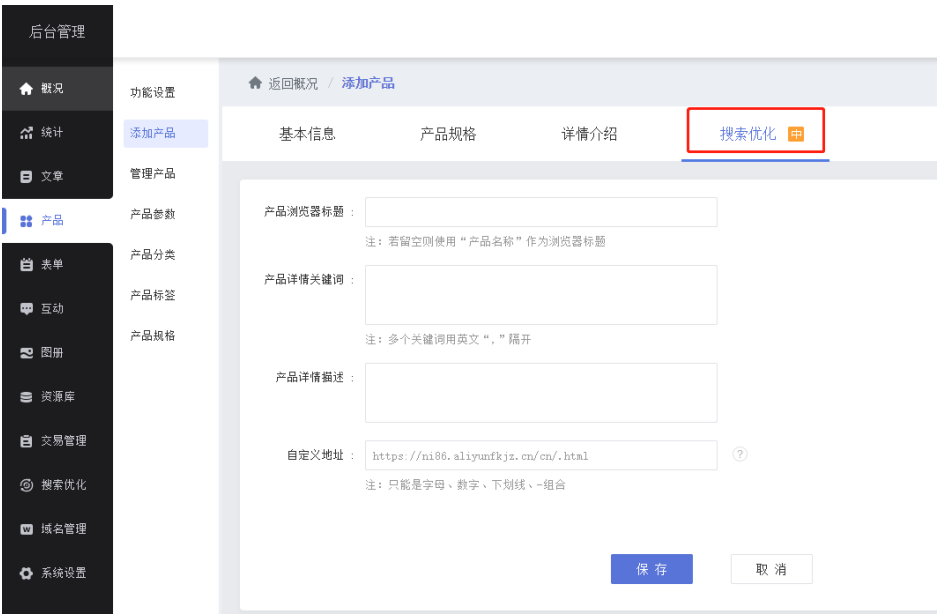 后台管理
概况
统计
文章
产品
表单
互动
图册
资源库
交易管理
搜索优化
域名管理
系统设置
功能设置
添加产品
管理产品
产品参数
产品分类
产品标签
产品规格
返回概况 / 添加产品
基本信息 产品规格 详情介绍 搜索优化 中
产品浏览器标题 :
注: 若留空则使用“产品名称”作为浏览器标题
产品详情关键词 :
注: 多个关键词用英文“,”隔开
产品详情描述 :
自定义地址 : https://ni86.aliyunfkjz.cn/cn/.html ?
注: 只能是字母、数字、下划线、-组合
保存 取消